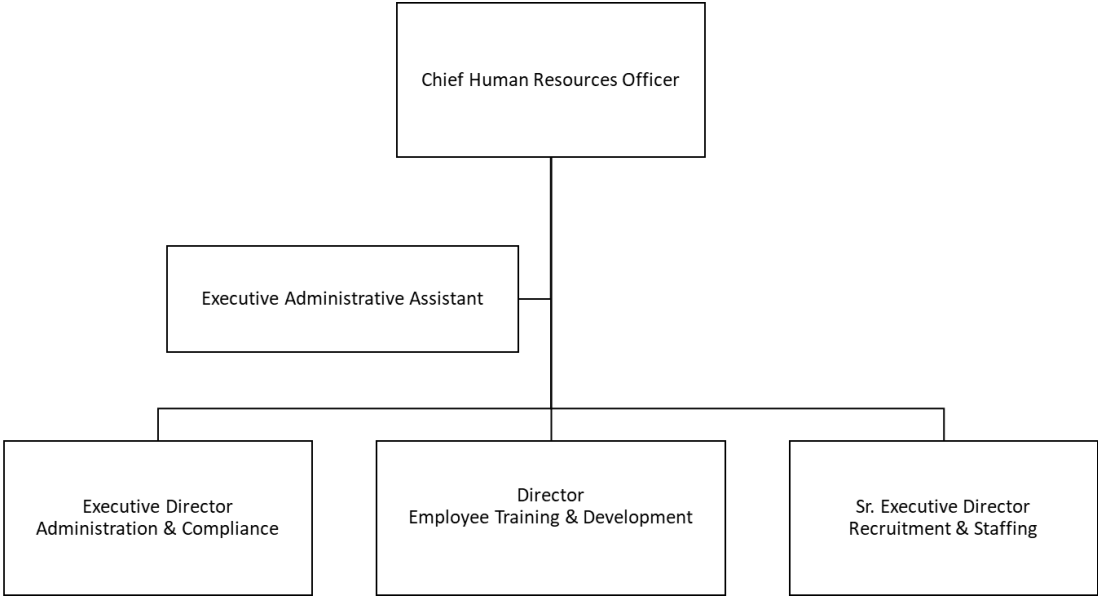 Chief Human Resources Officer
Executive Administrative Assistant
Executive Director
Administration & Compliance
Director
Employee Training & Development
Sr. Executive Director
Recruitment & Staffing